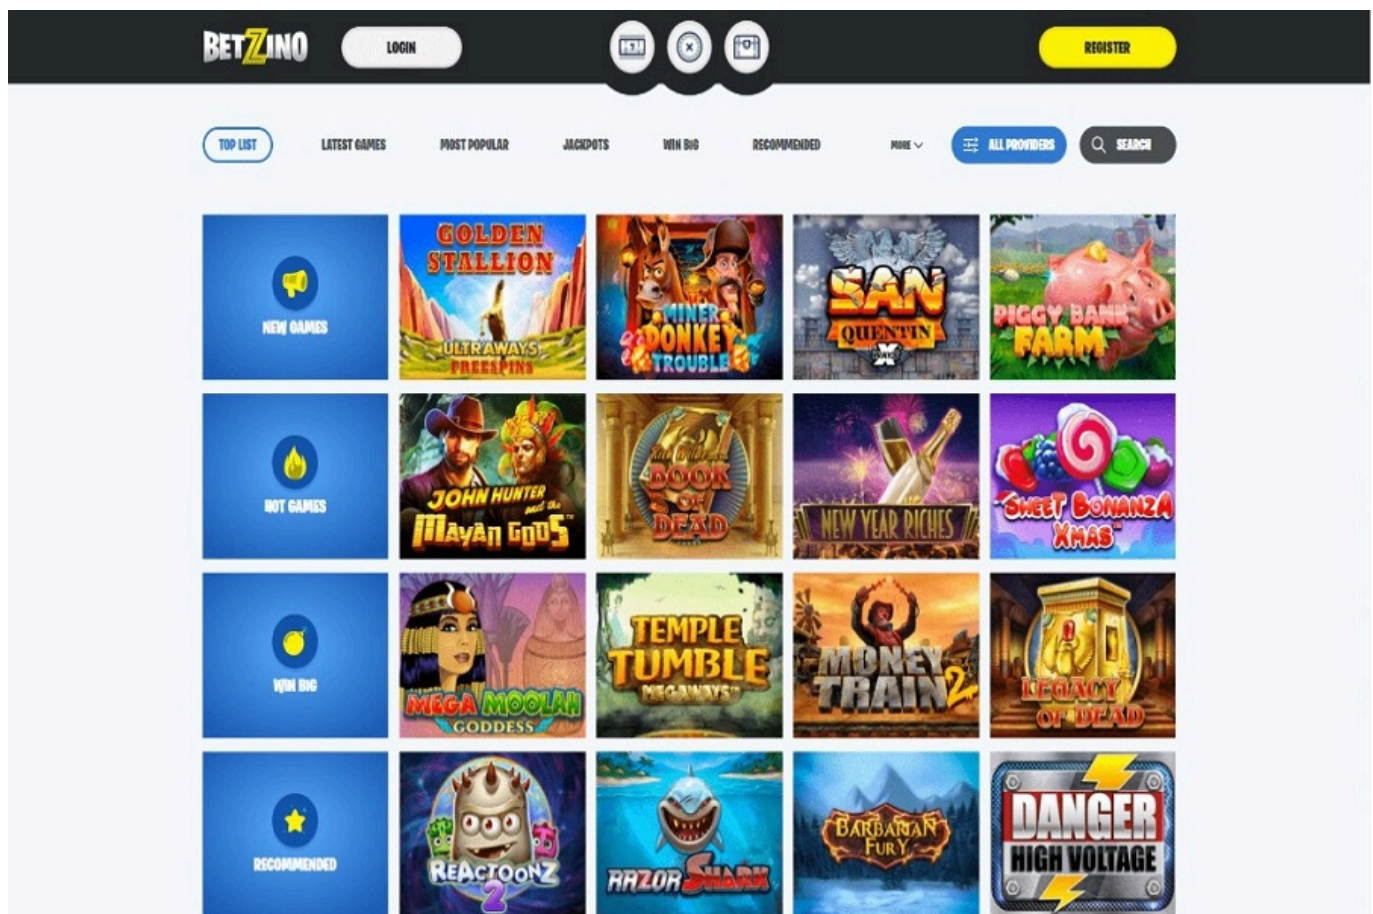 BETZINO
LOGIN
REGISTER
TOP LIST
LATEST GAMES
MOST POPULAR
JACKPOTS
WIN BIG
RECOMMENDED
MORE
ALL PROVIDERS
SEARCH
NEW GAMES
GOLDEN
STALLION
ULTRAWAYS
FREESPINS
MINER
DONKEY
TROUBLE
SAN
QUENTIN
X
PIGGY BANK
FARM
HOT GAMES
JOHN HUNTER
and the
MAYAN GODS™
BOOK
OF
DEAD
NEW YEAR RICHES
SWEET BONANZA
XMAS™
WIN BIG
MEGA MOOLAH
GODDESS
TEMPLE
TUMBLE
MEGAWAYS™
MONEY
TRAIN 2
LEGACY
OF DEAD
RECOMMENDED
REACTOONZ
2
RAZOR SHARK
BARBARIAN
FURY
DANGER
HIGH VOLTAGE